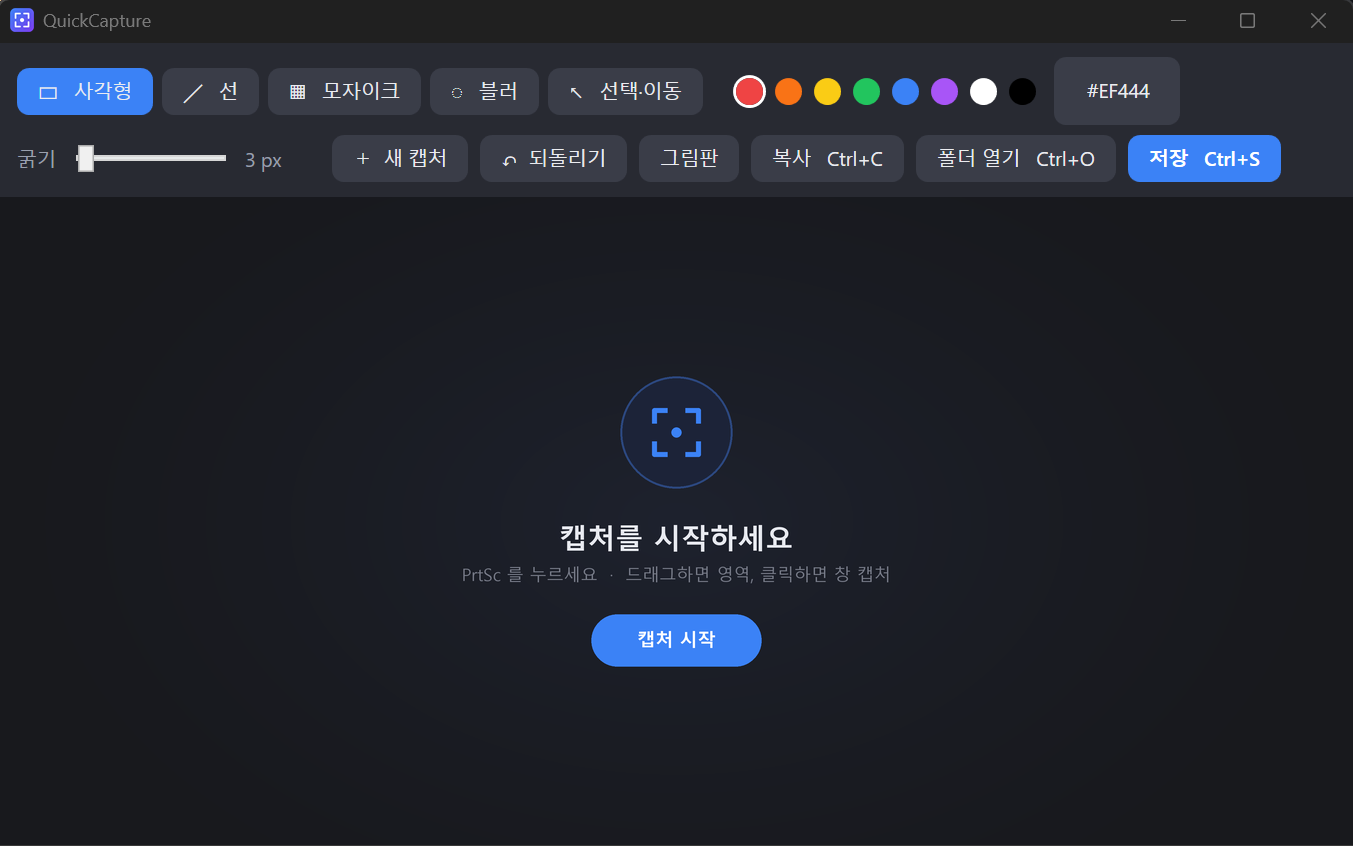 QuickCapture
사각형 선 모자이크 블러 선택·이동 #EF444
굵기 3 px + 새 캡처 되돌리기 그림판 복사 Ctrl+C 폴더 열기 Ctrl+O 저장 Ctrl+S
캡처를 시작하세요
PrtSc 를 누르세요 · 드래그하면 영역, 클릭하면 창 캡처
캡처 시작